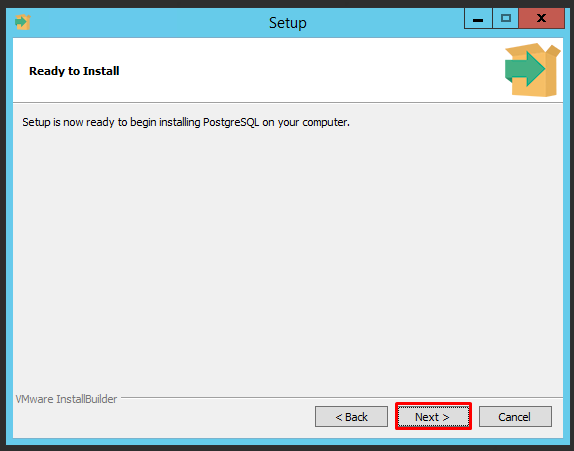 Setup
Ready to Install
Setup is now ready to begin installing PostgreSQL on your computer.
VMware InstallBuilder
< Back
Next >
Cancel